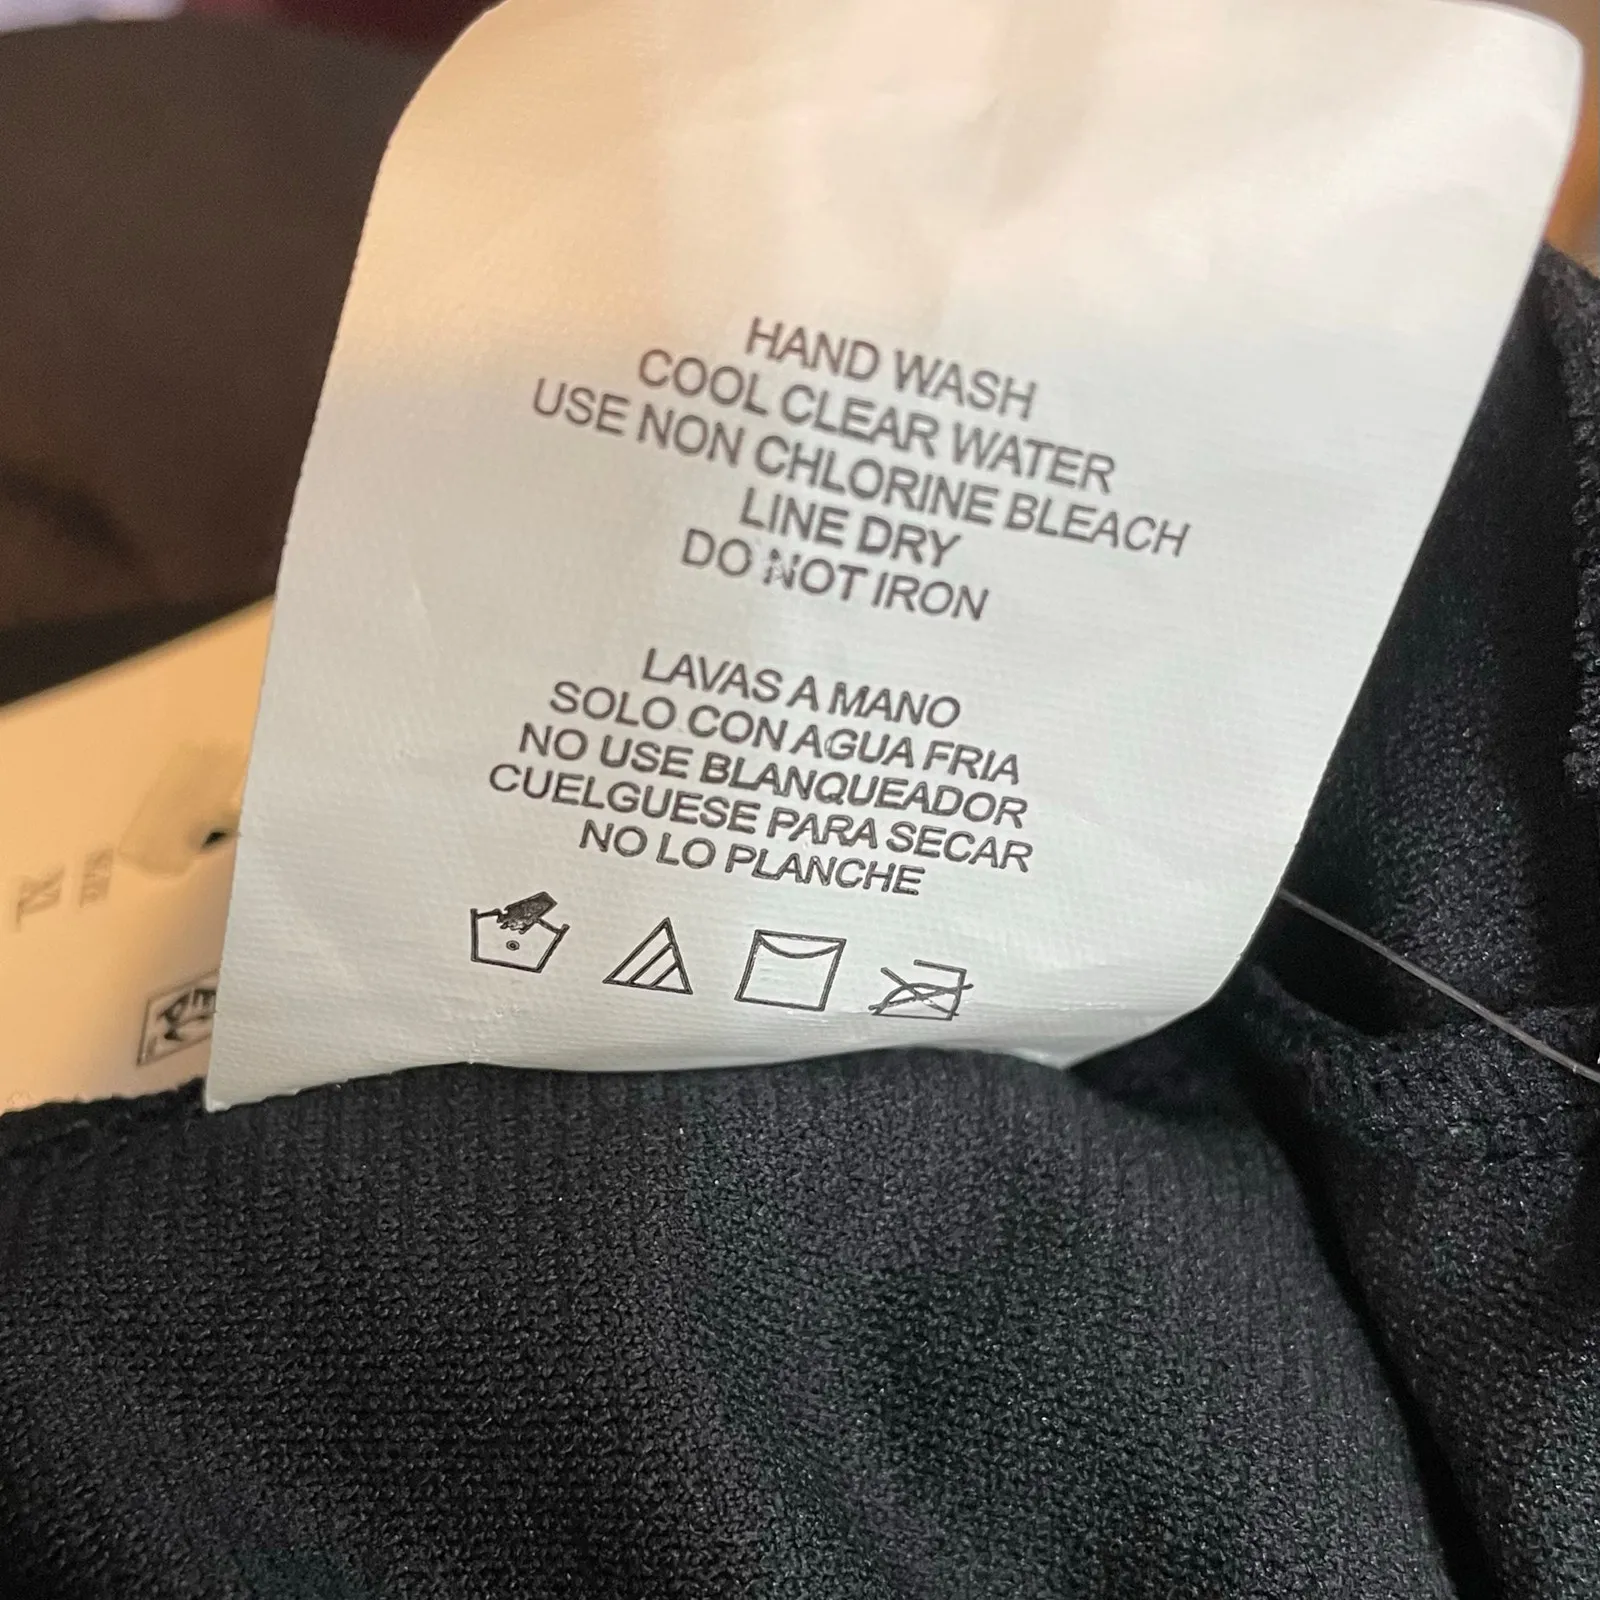 HAND WASH
COOL CLEAR WATER
USE NON CHLORINE BLEACH
LINE DRY
DO NOT IRON
LAVAS A MANO
SOLO CON AGUA FRIA
NO USE BLANQUEADOR
CUELGUESE PARA SECAR
NO LO PLANCHE